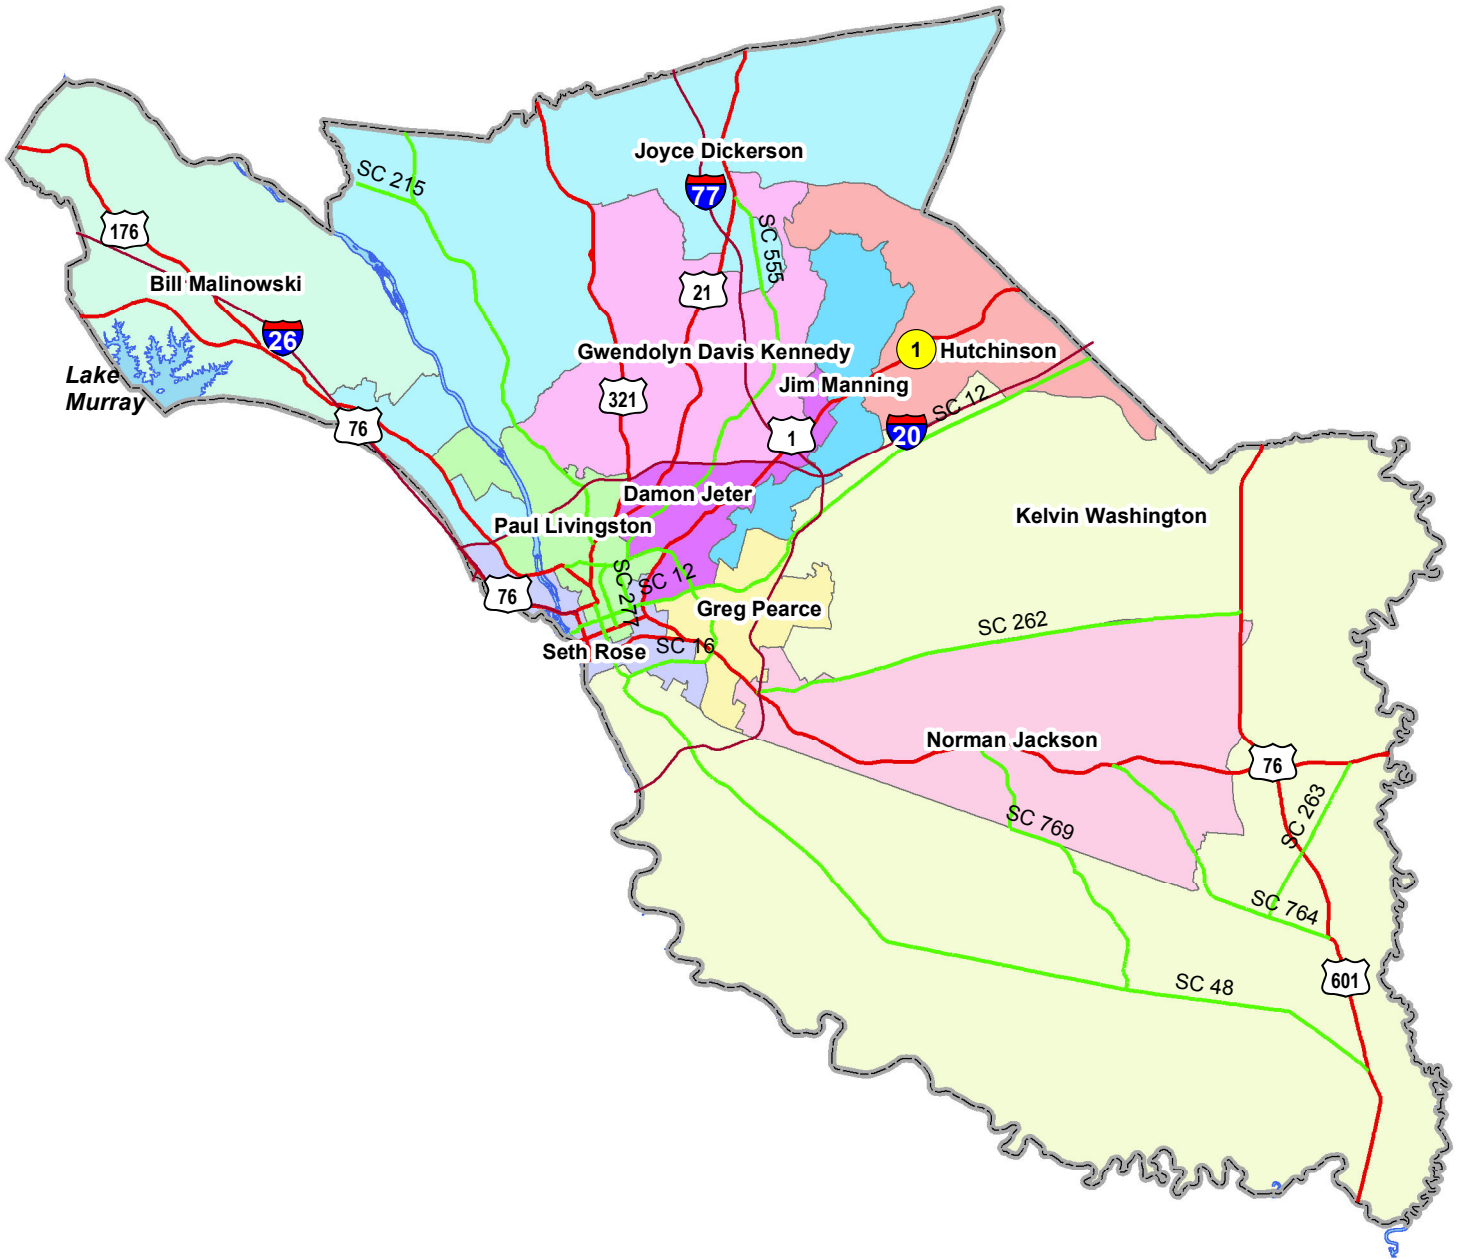 Joyce Dickerson
SC 215
77
176
SC 555
Bill Malinowski
21
26
Gwendolyn Davis Kennedy
1
Hutchinson
Lake
Murray
Jim Manning
321
SC 12
76
1
20
Damon Jeter
Kelvin Washington
Paul Livingston
SC 12
SC 277
76
Greg Pearce
SC 262
Seth Rose
SC 16
Norman Jackson
76
SC 263
SC 769
SC 764
601
SC 48